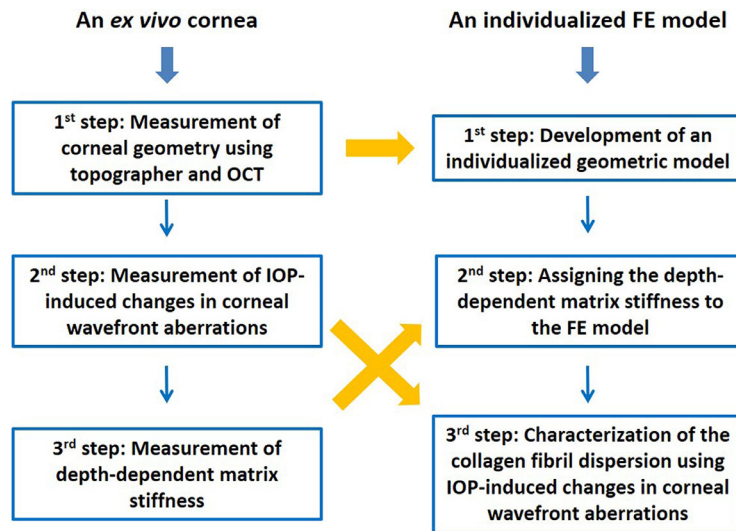 An ex vivo cornea
1st step: Measurement of
corneal geometry using
topographer and OCT
2nd step: Measurement of IOP-
induced changes in corneal
wavefront aberrations
3rd step: Measurement of
depth-dependent matrix
stiffness
An individualized FE model
1st step: Development of an
individualized geometric model
2nd step: Assigning the depth-
dependent matrix stiffness to
the FE model
3rd step: Characterization of the
collagen fibril dispersion using
IOP-induced changes in corneal
wavefront aberrations